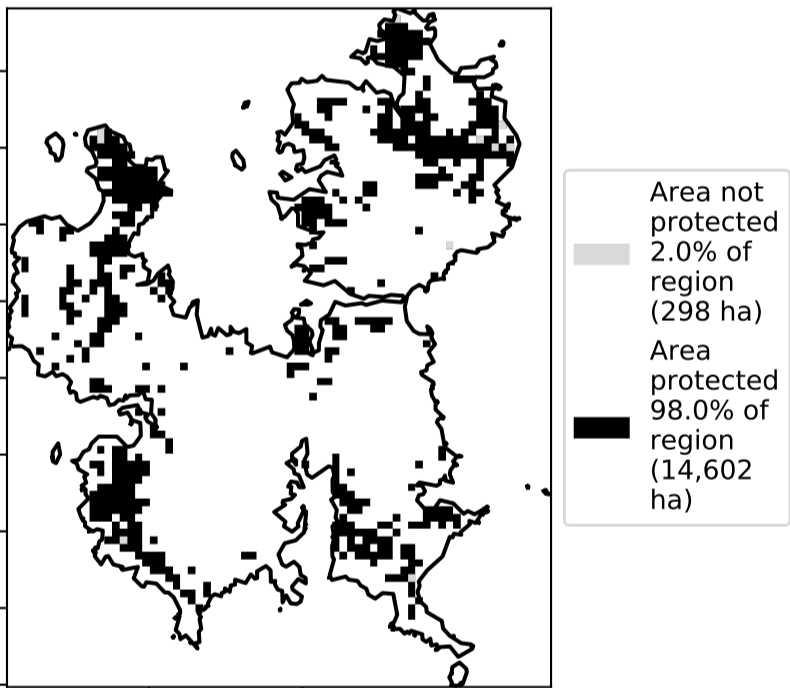 Area not
protected
2.0% of
region
(298 ha)
Area
protected
98.0% of
region
(14,602
ha)